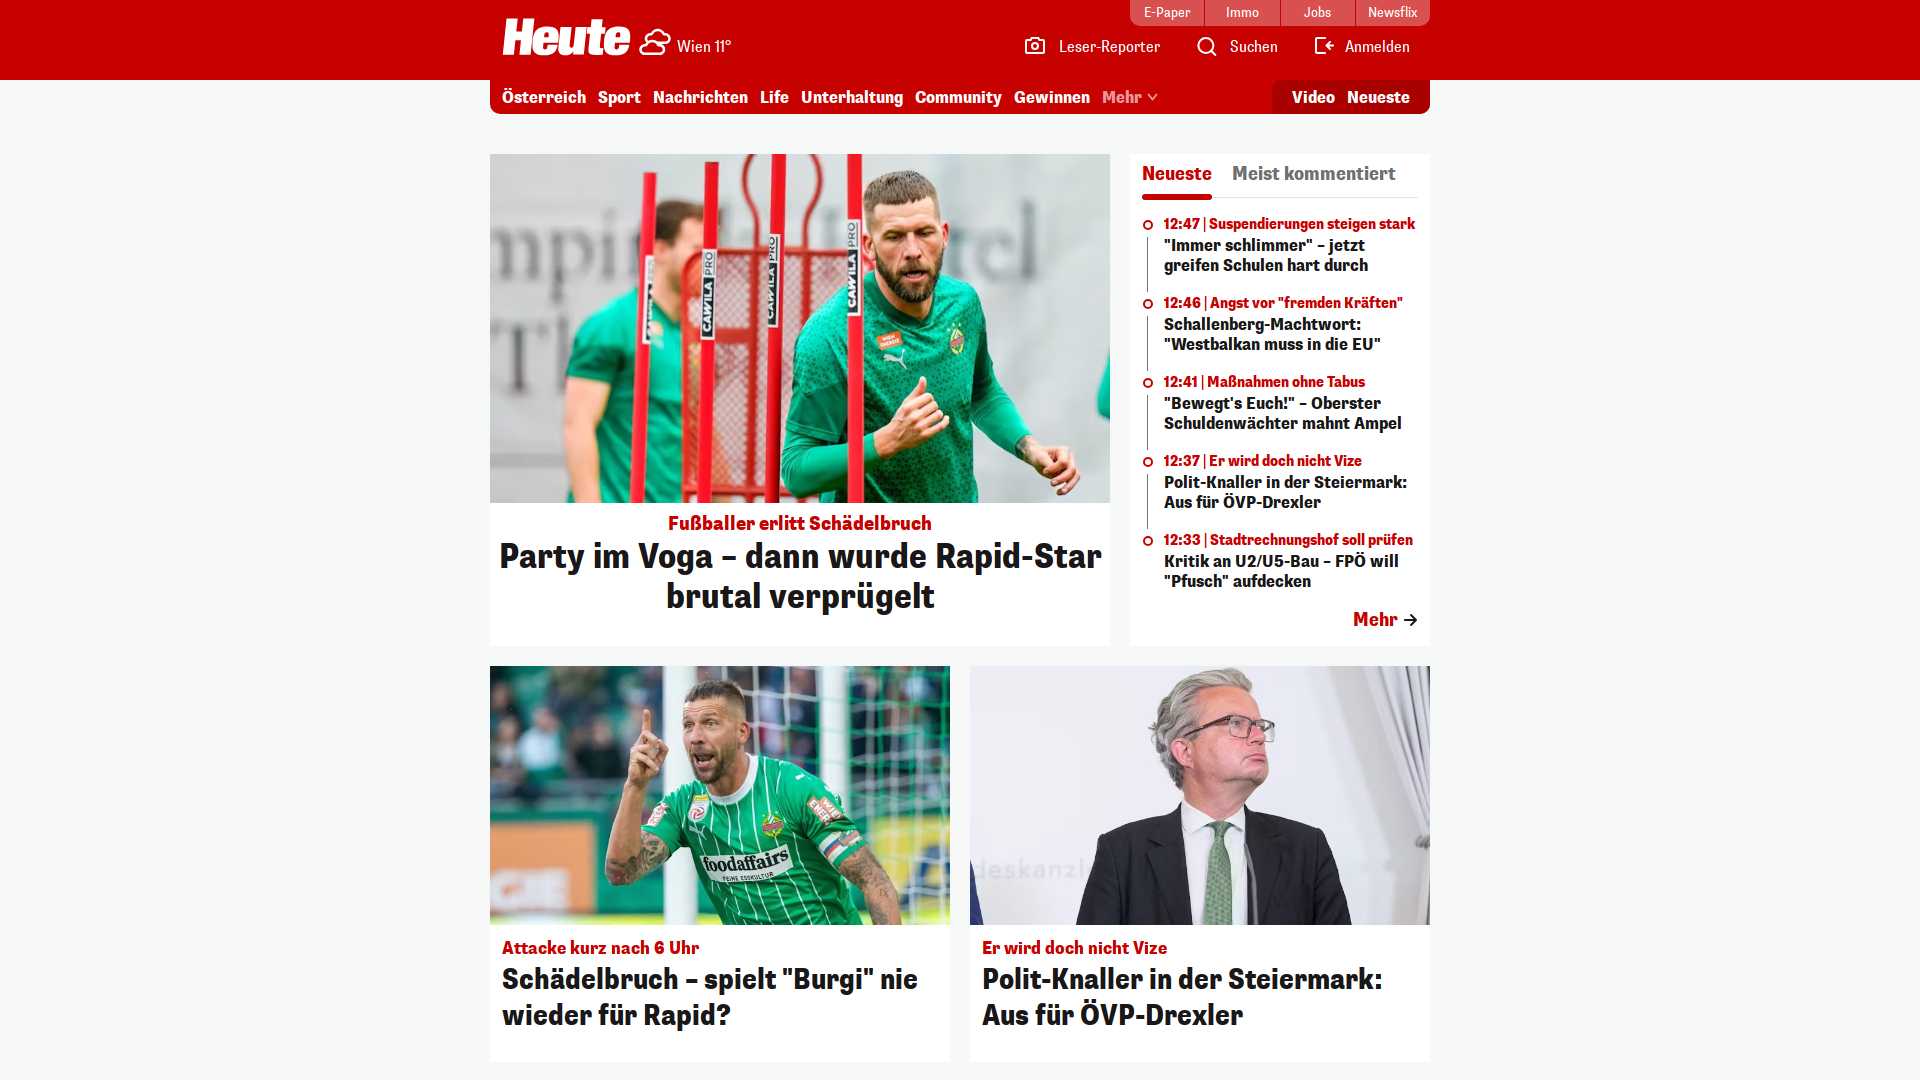 E-Paper
Immo
Jobs
Newsflix
Heute
Wien 11°
Leser-Reporter
Suchen
Anmelden
Österreich
Sport
Nachrichten
Life
Unterhaltung
Community
Gewinnen
Mehr
Video
Neueste
CAWILA PRO
CAWILA PRO
CAWILA PRO
Fußballer erlitt Schädelbruch
Party im Voga – dann wurde Rapid-Star
brutal verprügelt
Neueste
Meist kommentiert
12:47 | Suspendierungen steigen stark
"Immer schlimmer" – jetzt
greifen Schulen hart durch
12:46 | Angst vor "fremden Kräften"
Schallenberg-Machtwort:
"Westbalkan muss in die EU"
12:41 | Maßnahmen ohne Tabus
"Bewegt's Euch!" – Oberster
Schuldenwächter mahnt Ampel
12:37 | Er wird doch nicht Vize
Polit-Knaller in der Steiermark:
Aus für ÖVP-Drexler
12:33 | Stadtrechnungshof soll prüfen
Kritik an U2/U5-Bau – FPÖ will
"Pfusch" aufdecken
Mehr
foodaffairs
FEINE ESSKULTUR
Attacke kurz nach 6 Uhr
Schädelbruch – spielt "Burgi" nie
wieder für Rapid?
deskanzl
Er wird doch nicht Vize
Polit-Knaller in der Steiermark:
Aus für ÖVP-Drexler